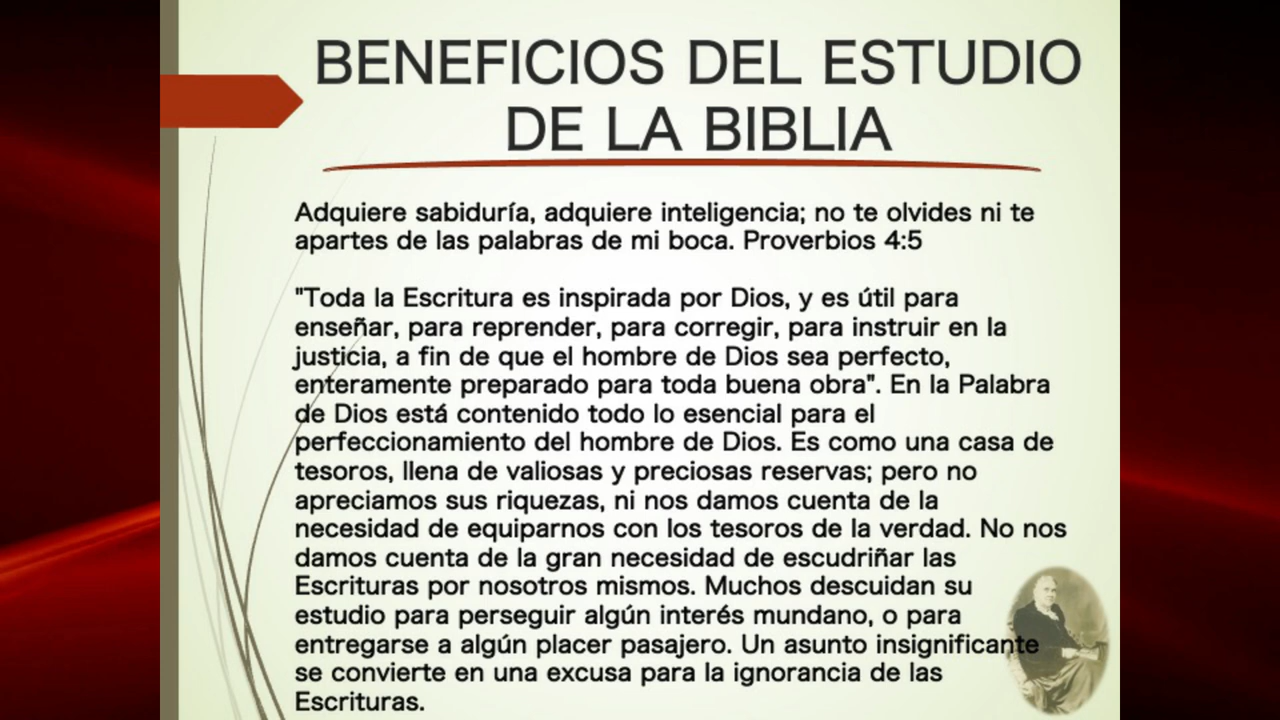 BENEFICIOS DEL ESTUDIO
DE LA BIBLIA
Adquiere sabiduría, adquiere inteligencia; no te olvides ni te
apartes de las palabras de mi boca. Proverbios 4:5
"Toda la Escritura es inspirada por Dios, y es útil para
enseñar, para reprender, para corregir, para instruir en la
justicia, a fin de que el hombre de Dios sea perfecto,
enteramente preparado para toda buena obra". En la Palabra
de Dios está contenido todo lo esencial para el
perfeccionamiento del hombre de Dios. Es como una casa de
tesoros, llena de valiosas y preciosas reservas; pero no
apreciamos sus riquezas, ni nos damos cuenta de la
necesidad de equiparnos con los tesoros de la verdad. No nos
damos cuenta de la gran necesidad de escudriñar las
Escrituras por nosotros mismos. Muchos descuidan su
estudio para perseguir algún interés mundano, o para
entregarse a algún placer pasajero. Un asunto insignificante
se convierte en una excusa para la ignorancia de las
Escrituras.